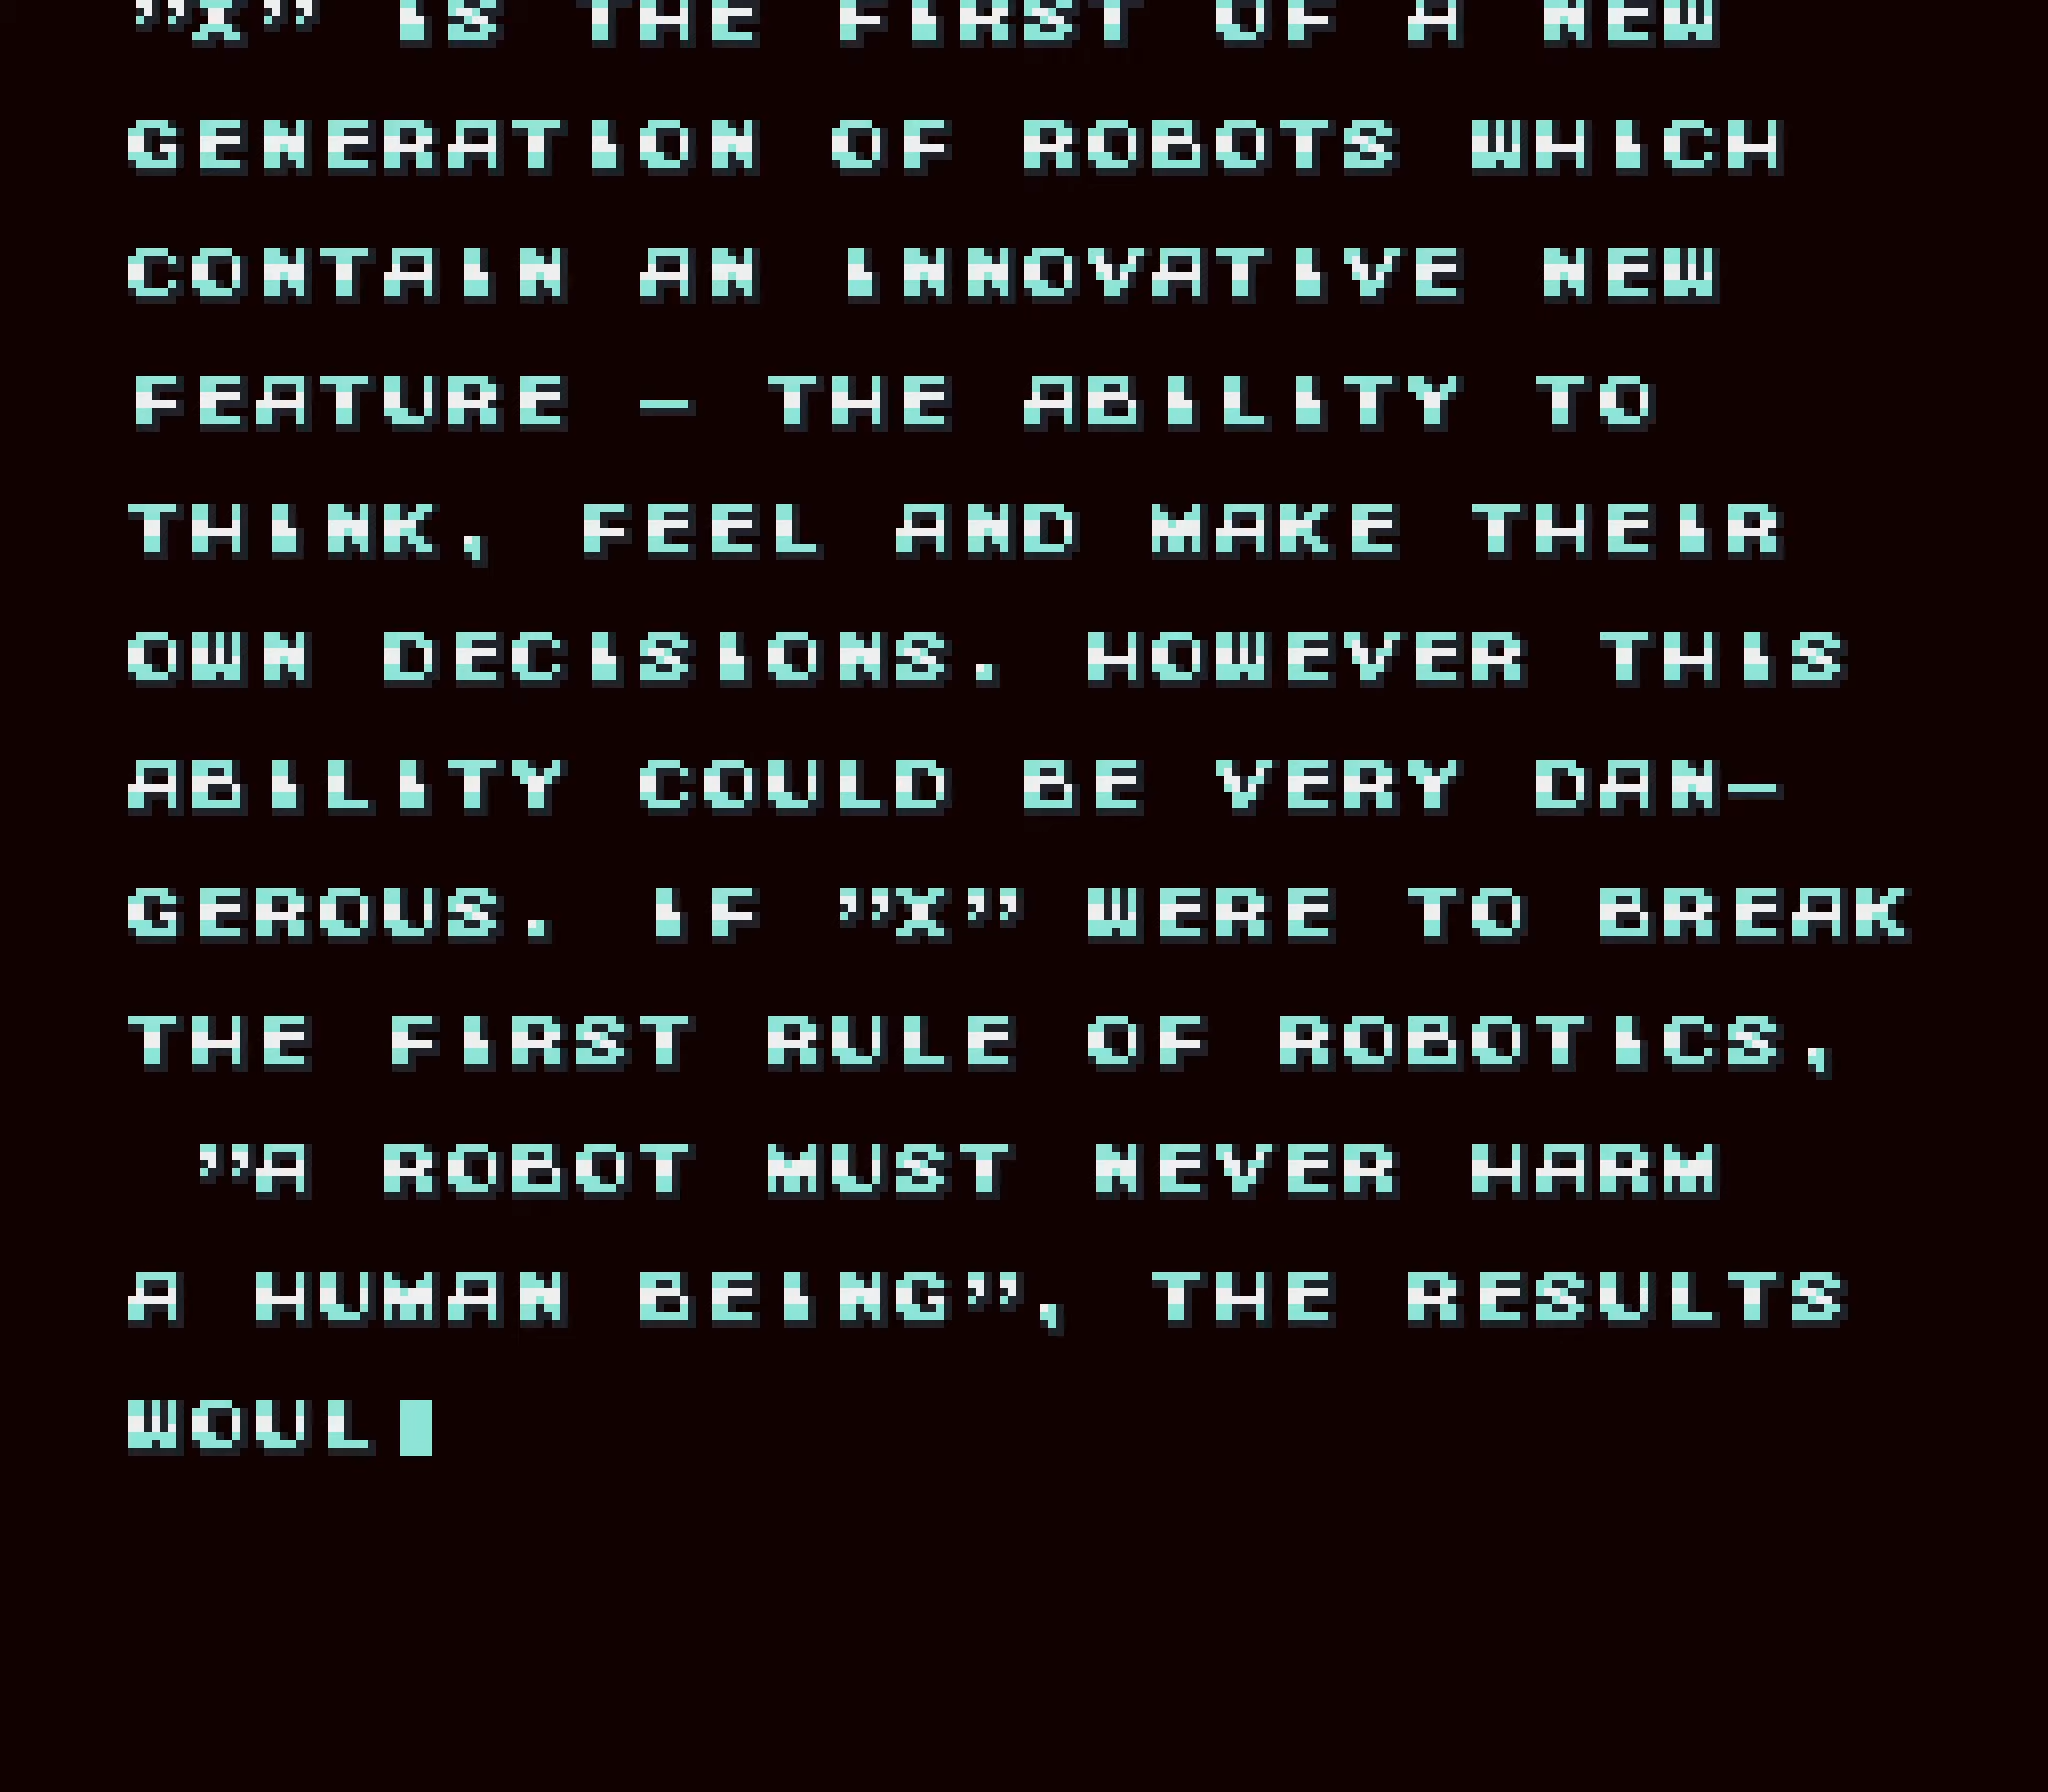 "X" IS THE FIRST OF A NEW
GENERATION OF ROBOTS WHICH
CONTAIN AN INNOVATIVE NEW
FEATURE – THE ABILITY TO
THINK, FEEL AND MAKE THEIR
OWN DECISIONS. HOWEVER THIS
ABILITY COULD BE VERY DAN–
GEROUS. IF "X" WERE TO BREAK
THE FIRST RULE OF ROBOTICS,
"A ROBOT MUST NEVER HARM
A HUMAN BEING", THE RESULTS
WOUL